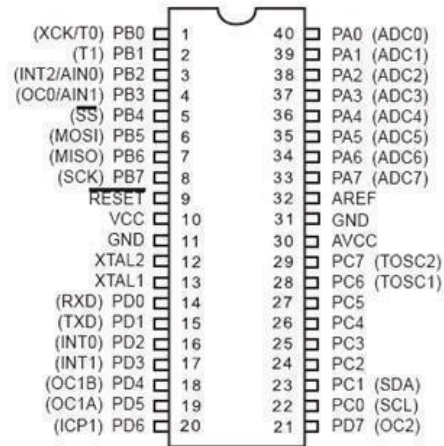 (XCK/T0) PB0 1 40 PA0 (ADC0)
(T1) PB1 2 39 PA1 (ADC1)
(INT2/AIN0) PB2 3 38 PA2 (ADC2)
(OC0/AIN1) PB3 4 37 PA3 (ADC3)
(SS) PB4 5 36 PA4 (ADC4)
(MOSI) PB5 6 35 PA5 (ADC5)
(MISO) PB6 7 34 PA6 (ADC6)
(SCK) PB7 8 33 PA7 (ADC7)
RESET 9 32 AREF
VCC 10 31 GND
GND 11 30 AVCC
XTAL2 12 29 PC7 (TOSC2)
XTAL1 13 28 PC6 (TOSC1)
(RXD) PD0 14 27 PC5
(TXD) PD1 15 26 PC4
(INT0) PD2 16 25 PC3
(INT1) PD3 17 24 PC2
(OC1B) PD4 18 23 PC1 (SDA)
(OC1A) PD5 19 22 PC0 (SCL)
(ICP1) PD6 20 21 PD7 (OC2)